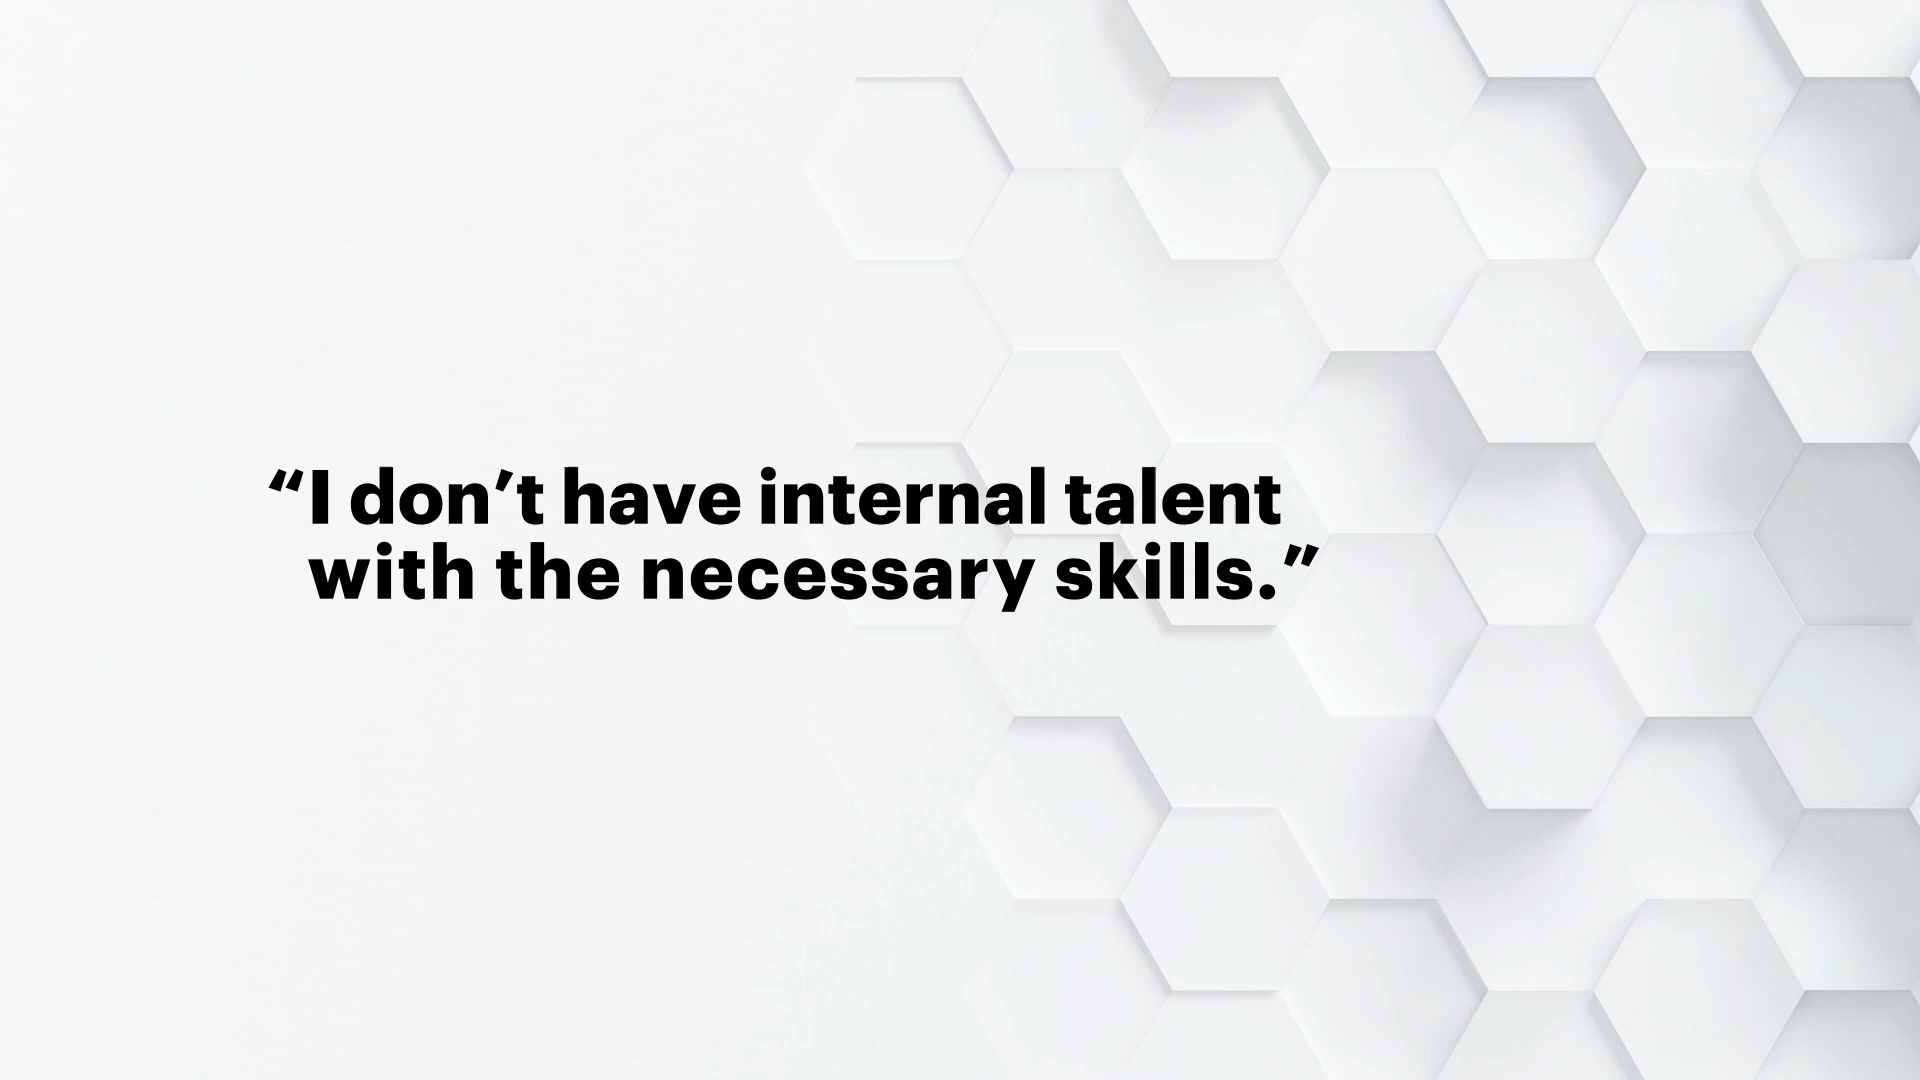 “I don’t have internal talent
with the necessary skills.”